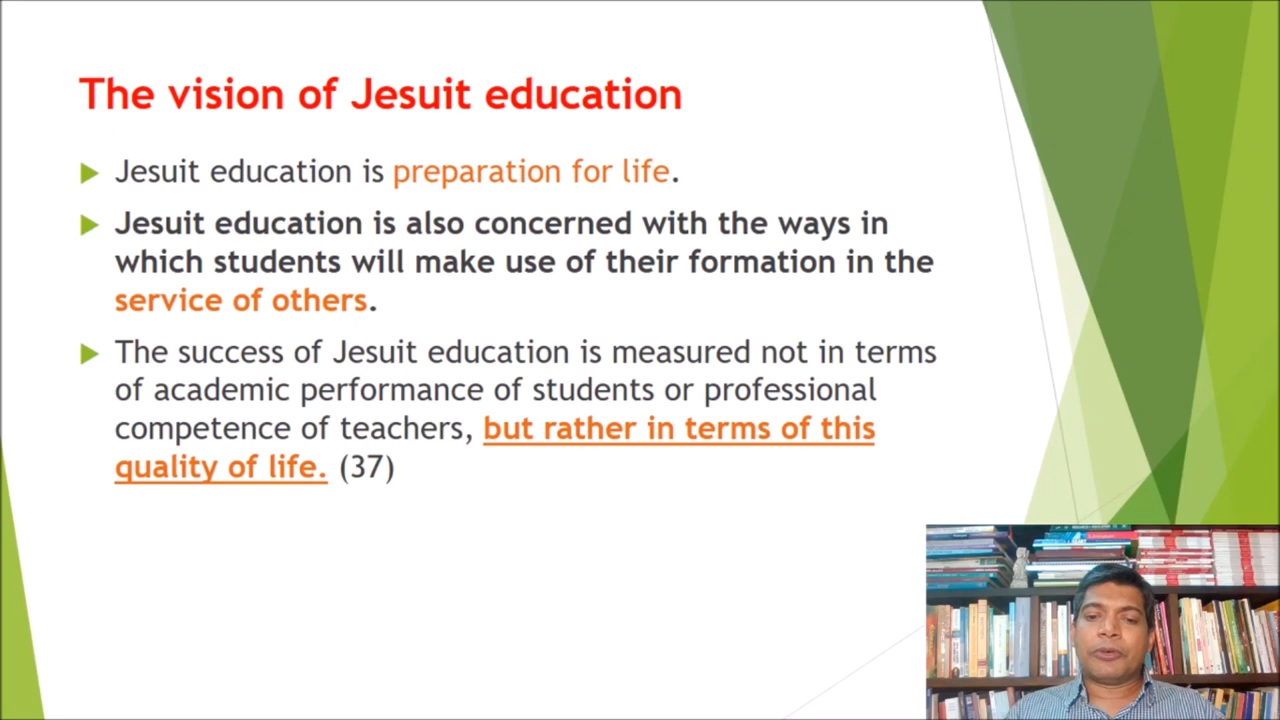 The vision of Jesuit education
Jesuit education is preparation for life.
Jesuit education is also concerned with the ways in
which students will make use of their formation in the
service of others.
The success of Jesuit education is measured not in terms
of academic performance of students or professional
competence of teachers, but rather in terms of this
quality of life. (37)